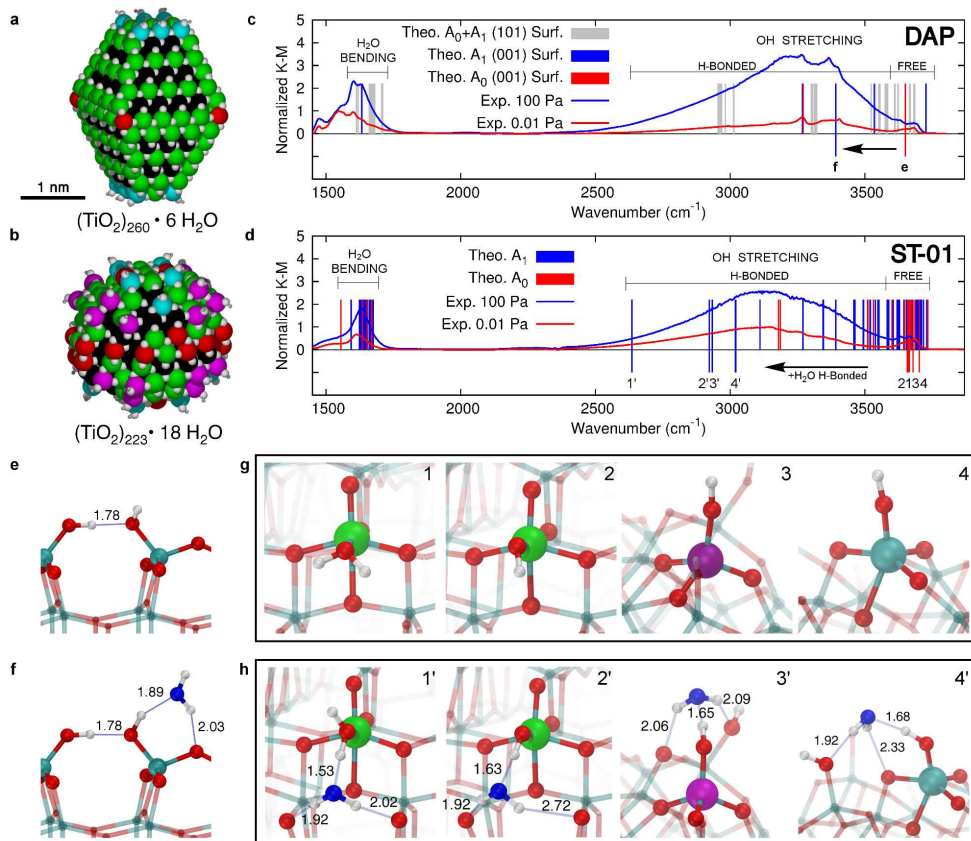 a
1 nm
(TiO2)260 • 6 H2O
b
(TiO2)223 • 18 H2O
c
DAP
Normalized K-M
5
4
3
2
1
0
H2O
BENDING
Theo. A0+A1 (101) Surf.
Theo. A1 (001) Surf.
Theo. A0 (001) Surf.
Exp. 100 Pa
Exp. 0.01 Pa
OH STRETCHING
H-BONDED
FREE
f
e
1500
2000
2500
3000
3500
Wavenumber (cm-1)
d
ST-01
Normalized K-M
5
4
3
2
1
0
H2O
BENDING
Theo. A1
Theo. A0
Exp. 100 Pa
Exp. 0.01 Pa
OH STRETCHING
H-BONDED
FREE
1'
2'3'
4'
+H2O H-Bonded
2134
1500
2000
2500
3000
3500
Wavenumber (cm-1)
e
1.78
g
1
2
3
4
f
1.89
1.78
2.03
h
1'
1.53
2.02
1.92
2'
1.63
1.92
2.72
3'
2.09
2.06
1.65
4'
1.68
1.92
2.33